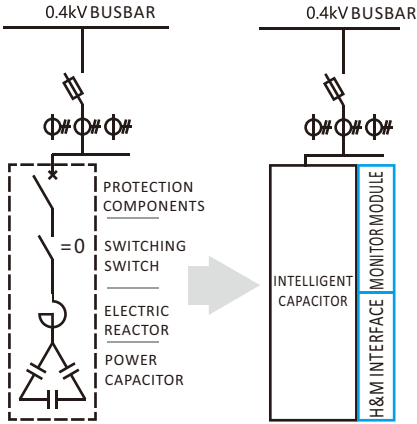 0.4kV BUSBAR
0.4kV BUSBAR
PROTECTION
COMPONENTS
=0
SWITCHING
SWITCH
ELECTRIC
REACTOR
POWER
CAPACITOR
INTELLIGENT
CAPACITOR
MONITOR MODULE
H&M INTERFACE